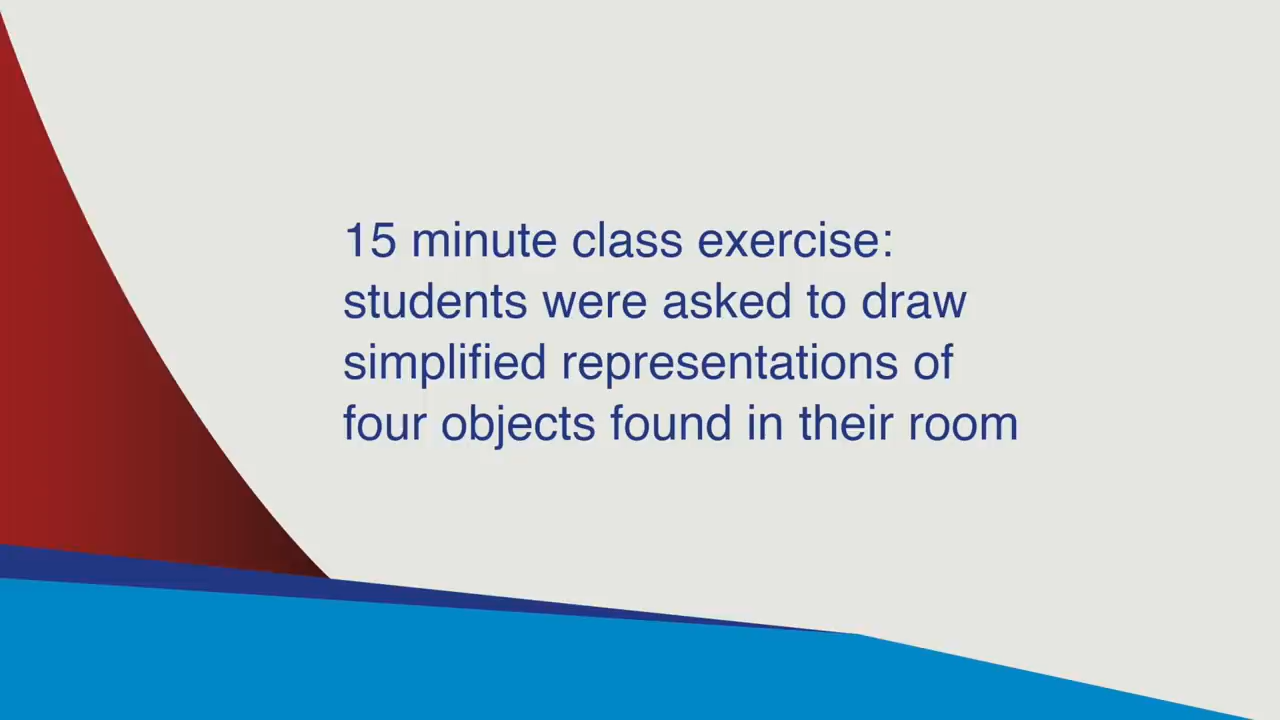 15 minute class exercise:
students were asked to draw
simplified representations of
four objects found in their room